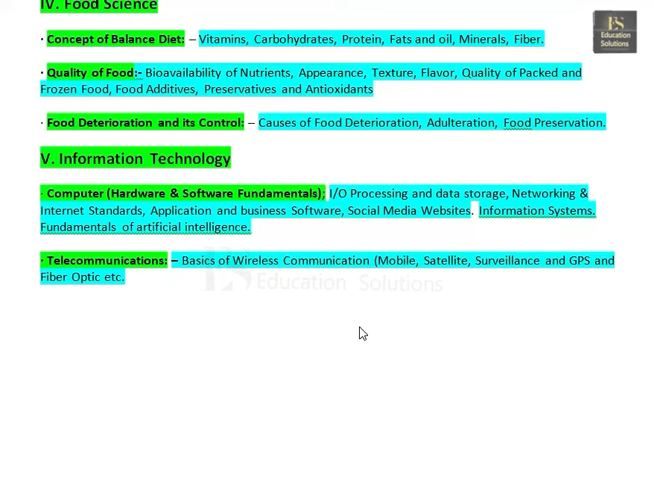 IV. Food Science
ES
Education
Solutions
· Concept of Balance Diet: – Vitamins, Carbohydrates, Protein, Fats and oil, Minerals, Fiber.
· Quality of Food:- Bioavailability of Nutrients, Appearance, Texture, Flavor, Quality of Packed and
Frozen Food, Food Additives, Preservatives and Antioxidants
· Food Deterioration and its Control: – Causes of Food Deterioration, Adulteration, Food Preservation.
V. Information Technology
· Computer (Hardware & Software Fundamentals); I/O Processing and data storage, Networking &
Internet Standards, Application and business Software, Social Media Websites. Information Systems.
Fundamentals of artificial intelligence.
· Telecommunications: – Basics of Wireless Communication (Mobile, Satellite, Surveillance and GPS and
Fiber Optic etc.
ES Education Solutions